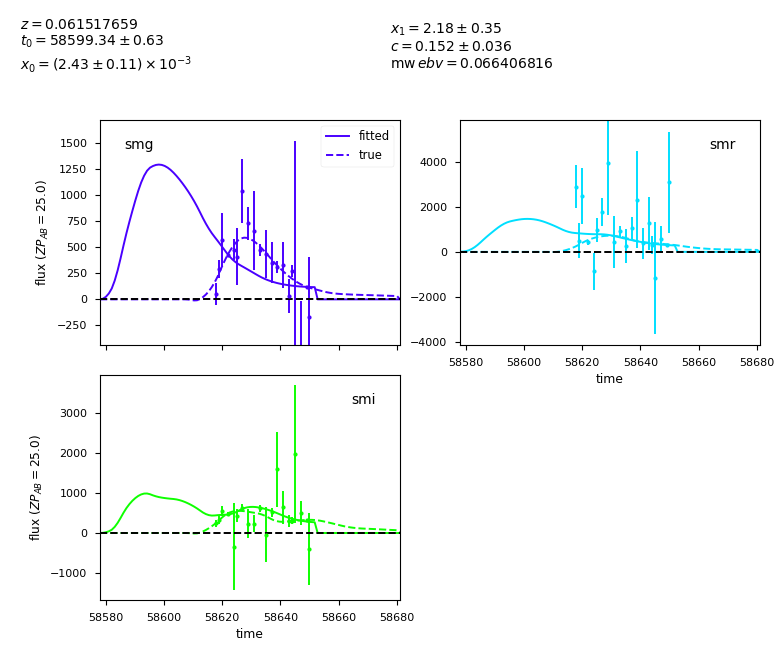 z = 0.061517659
t₀ = 58599.34 ± 0.63
x₀ = (2.43 ± 0.11) × 10⁻³
x₁ = 2.18 ± 0.35
c = 0.152 ± 0.036
mw ebv = 0.066406816
smg
fitted
true
1500
1250
1000
750
500
250
0
−250
flux (ZP_AB = 25.0)
smr
4000
2000
0
−2000
−4000
58580 58600 58620 58640 58660 58680
time
smi
3000
2000
1000
0
−1000
flux (ZP_AB = 25.0)
58580 58600 58620 58640 58660 58680
time